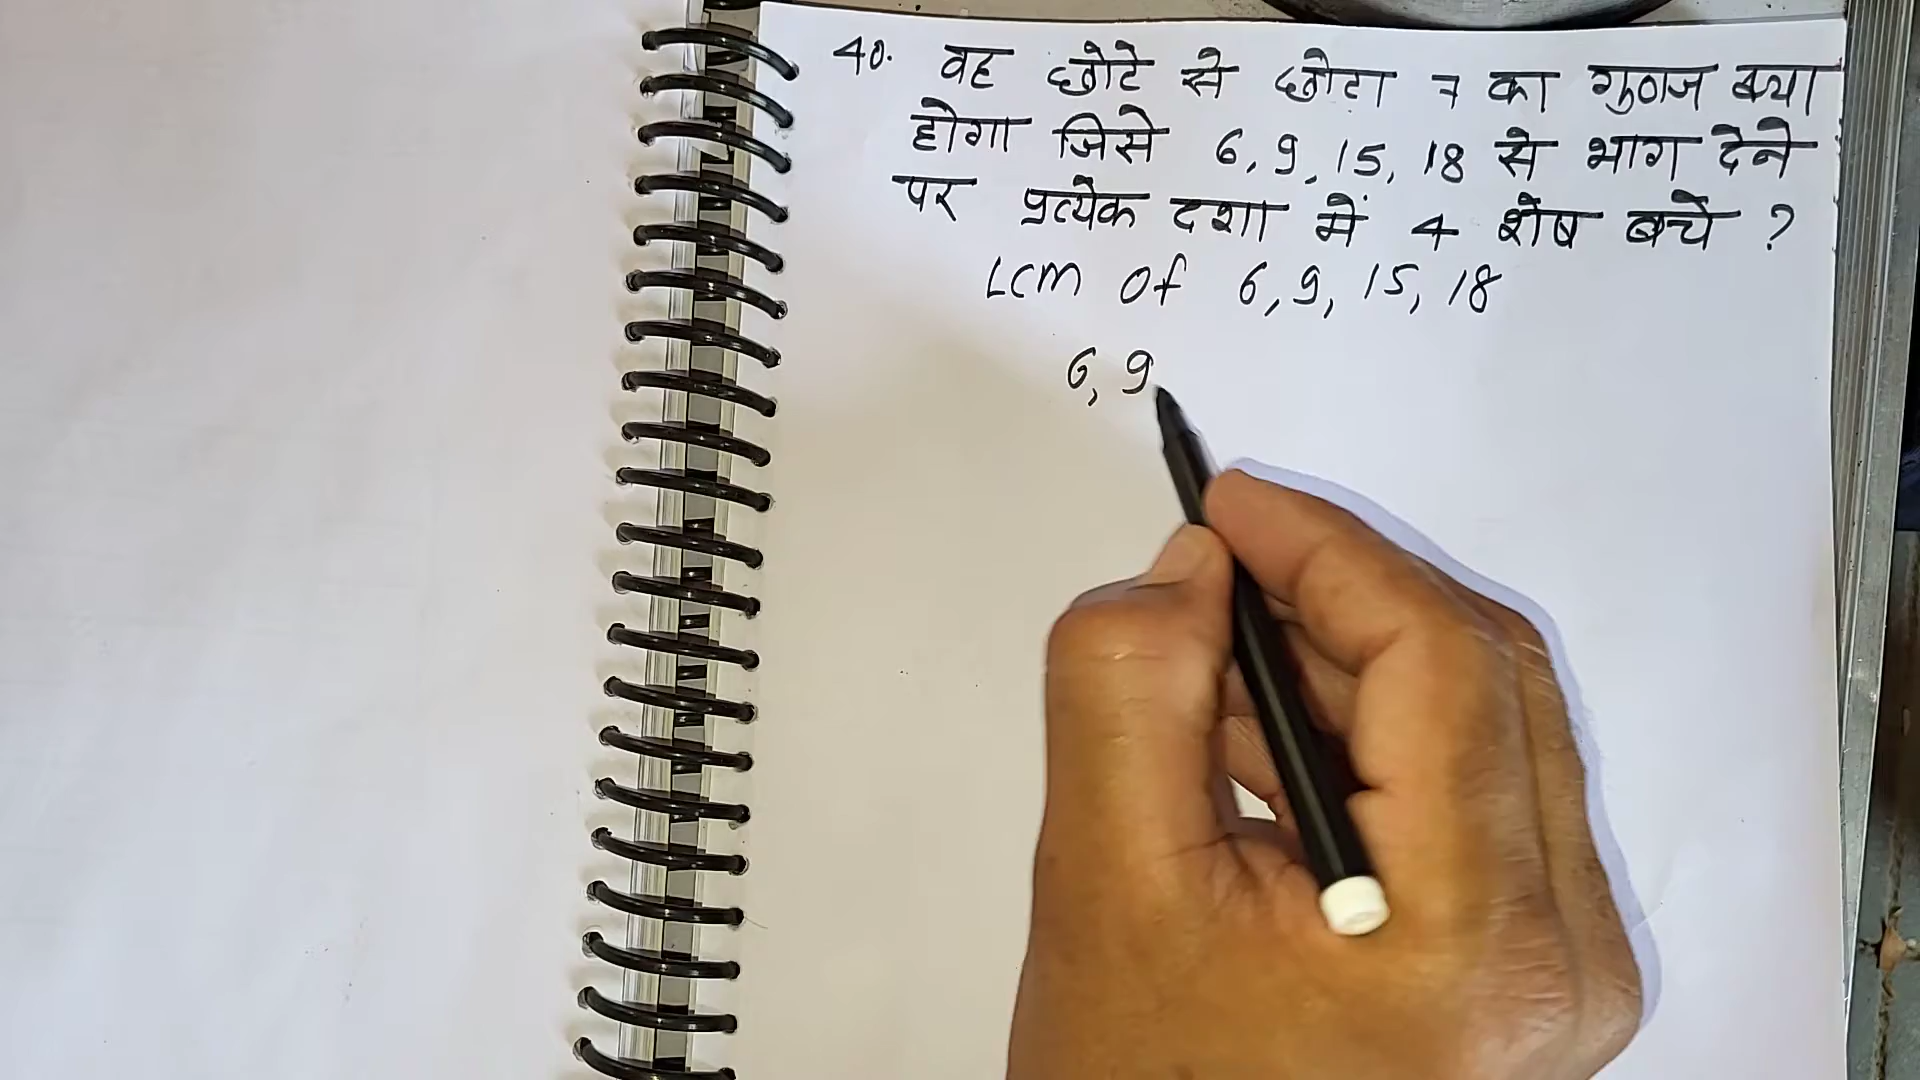 40. वह छोटे से छोटा 7 का गुणज क्या
होगा जिसे 6, 9, 15, 18 से भाग देने
पर प्रत्येक दशा में 4 शेष बचे ?
LCM Of 6, 9, 15, 18
6, 9